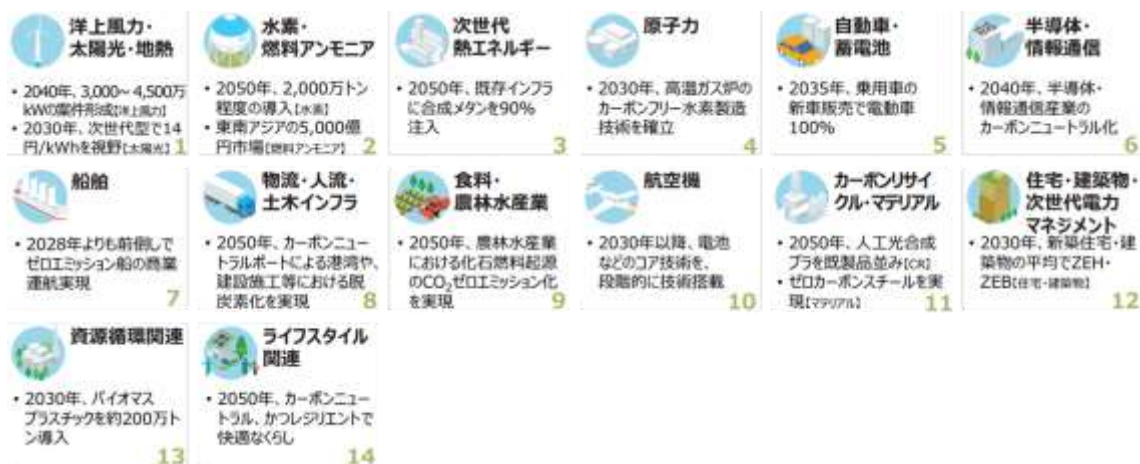 洋上風力・
太陽光・地熱
• 2040年、3,000～4,500万
kWの案件形成【洋上風力】
• 2030年、次世代型で14
円/kWhを視野【太陽光】
1
水素・
燃料アンモニア
• 2050年、2,000万トン
程度の導入【水素】
• 東南アジアの5,000億
円市場【燃料アンモニア】
2
次世代
熱エネルギー
• 2050年、既存インフラ
に合成メタンを90%
注入
3
原子力
• 2030年、高温ガス炉の
カーボンフリー水素製造
技術を確立
4
自動車・
蓄電池
• 2035年、乗用車の
新車販売で電動車
100%
5
半導体・
情報通信
• 2040年、半導体・
情報通信産業の
カーボンニュートラル化
6
船舶
• 2028年よりも前倒しで
ゼロエミッション船の商業
運航実現
7
物流・人流・
土木インフラ
• 2050年、カーボンニュー
トラルポートによる港湾や、
建設施工等における脱
炭素化を実現
8
食料・
農林水産業
• 2050年、農林水産業
における化石燃料起源
のCO₂ゼロエミッション化
を実現
9
航空機
• 2030年以降、電池
などのコア技術を、
段階的に技術搭載
10
カーボンリサイ
クル・マテリアル
• 2050年、人工光合成
プラを既製品並み【CR】
• ゼロカーボンスチールを実
現【マテリアル】
11
住宅・建築物・
次世代電力
マネジメント
• 2030年、新築住宅・建
築物の平均でZEH・
ZEB【住宅・建築物】
12
資源循環関連
• 2030年、バイオマス
プラスチックを約200万ト
ン導入
13
ライフスタイル
関連
• 2050年、カーボンニュー
トラル、かつレジリエントで
快適なくらし
14